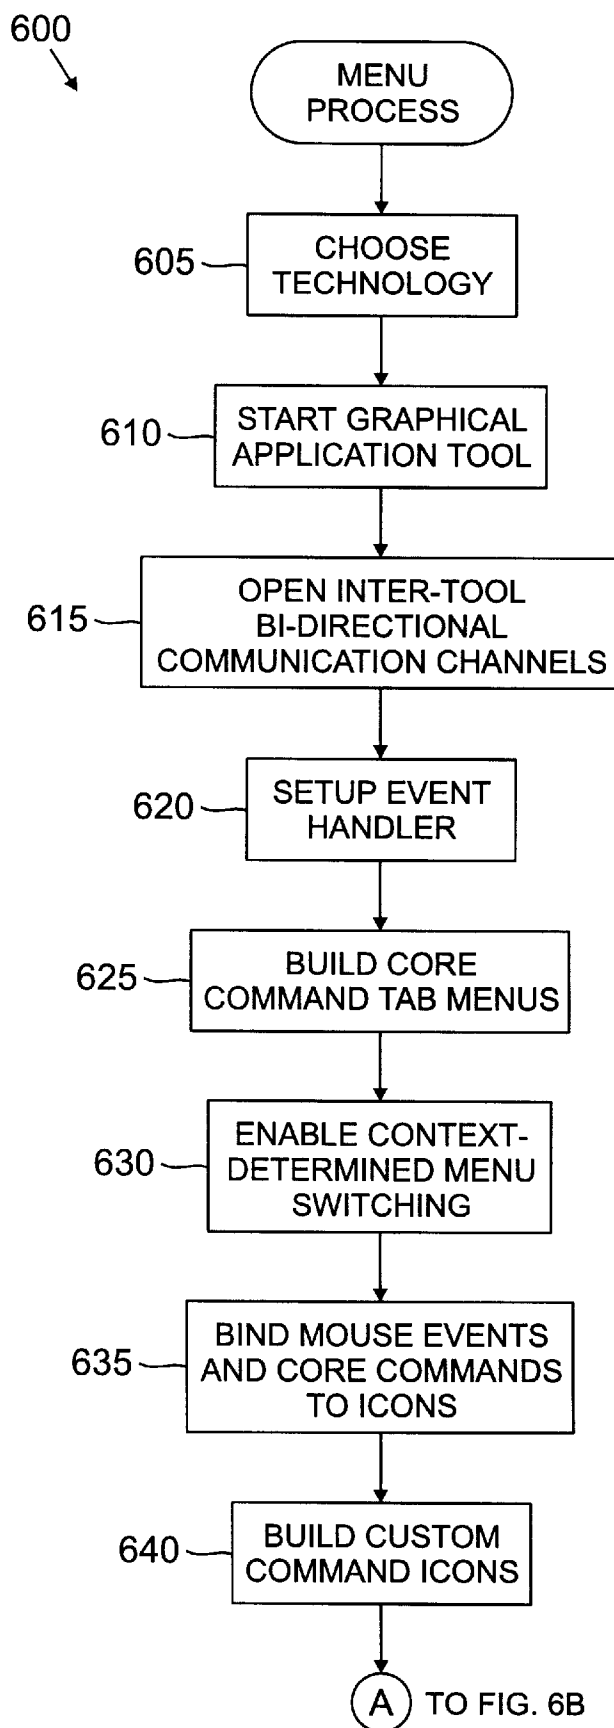 600
MENU
PROCESS
605
CHOOSE
TECHNOLOGY
610
START GRAPHICAL
APPLICATION TOOL
615
OPEN INTER-TOOL
BI-DIRECTIONAL
COMMUNICATION CHANNELS
620
SETUP EVENT
HANDLER
625
BUILD CORE
COMMAND TAB MENUS
630
ENABLE CONTEXT-
DETERMINED MENU
SWITCHING
635
BIND MOUSE EVENTS
AND CORE COMMANDS
TO ICONS
640
BUILD CUSTOM
COMMAND ICONS
A TO FIG. 6B